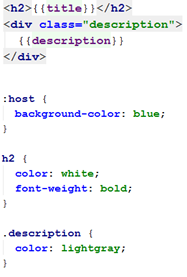 <h2>{{title}}</h2>
<div class="description">
  {{description}}
</div>
:host {
  background-color: blue;
}
h2 {
  color: white;
  font-weight: bold;
}
.description {
  color: lightgray;
}